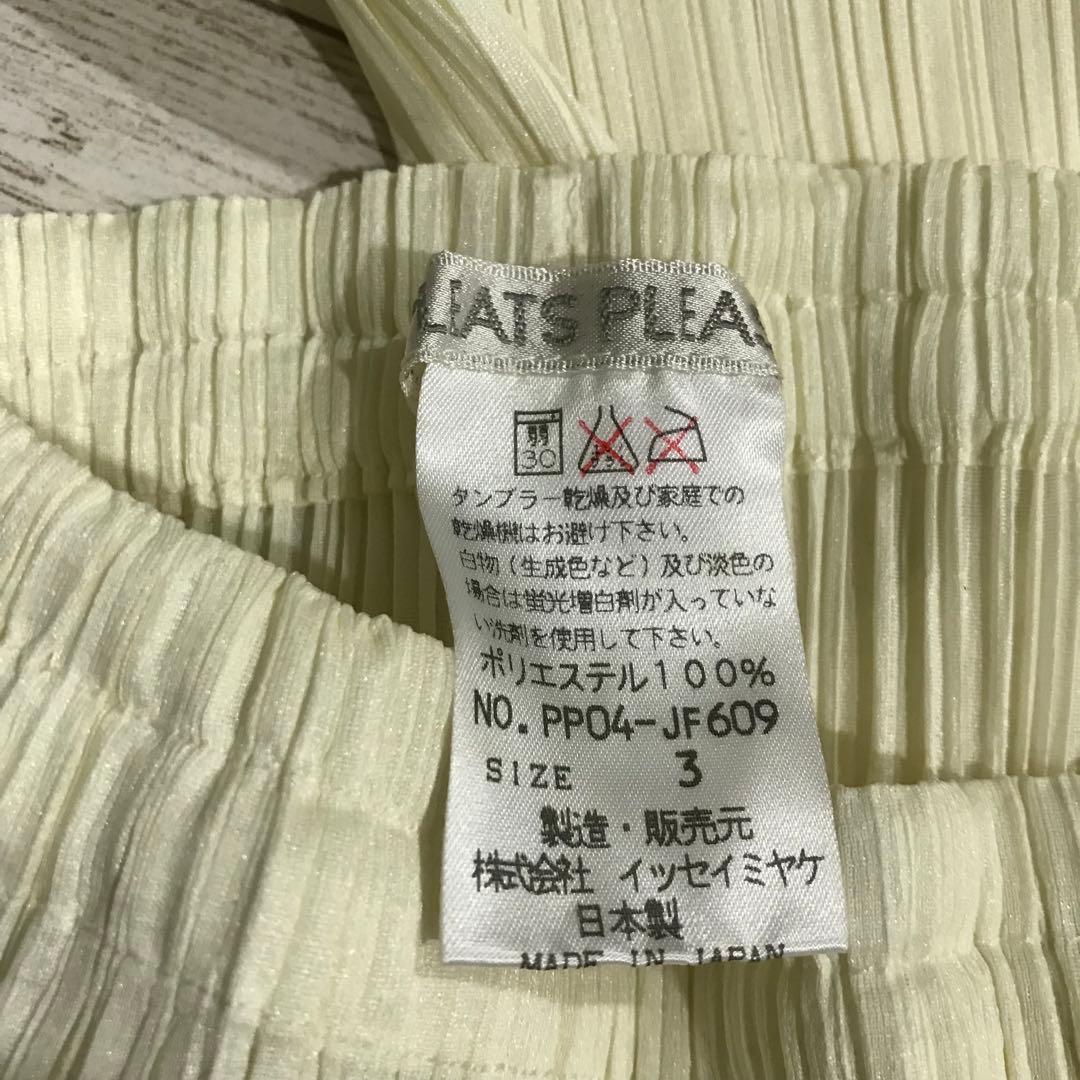 LEATS PLEAS
弱
30
タンブラー乾燥及び家庭での
乾燥機はお避け下さい。
白物(生成色など)及び淡色の
場合は蛍光増白剤が入っていな
い洗剤を使用して下さい。
ポリエステル100%
NO. PP04-JF609
SIZE 3
製造・販売元
株式会社 イッセイミヤケ
日本製
MADE IN JAPAN